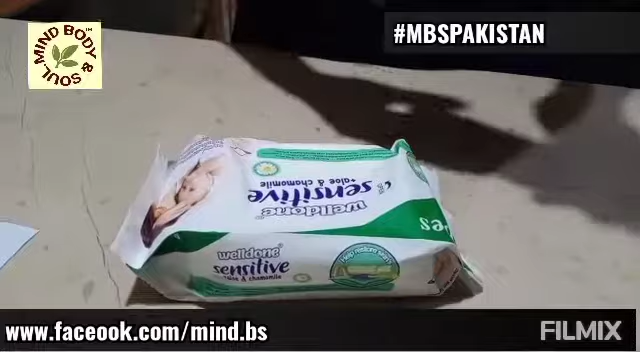 MIND BODY & SOUL
#MBSPAKISTAN
welldone
sensitive
+aloe & chamomile
welldone
sensitive
aloe & chamomile
www.faceook.com/mind.bs
FILMIX